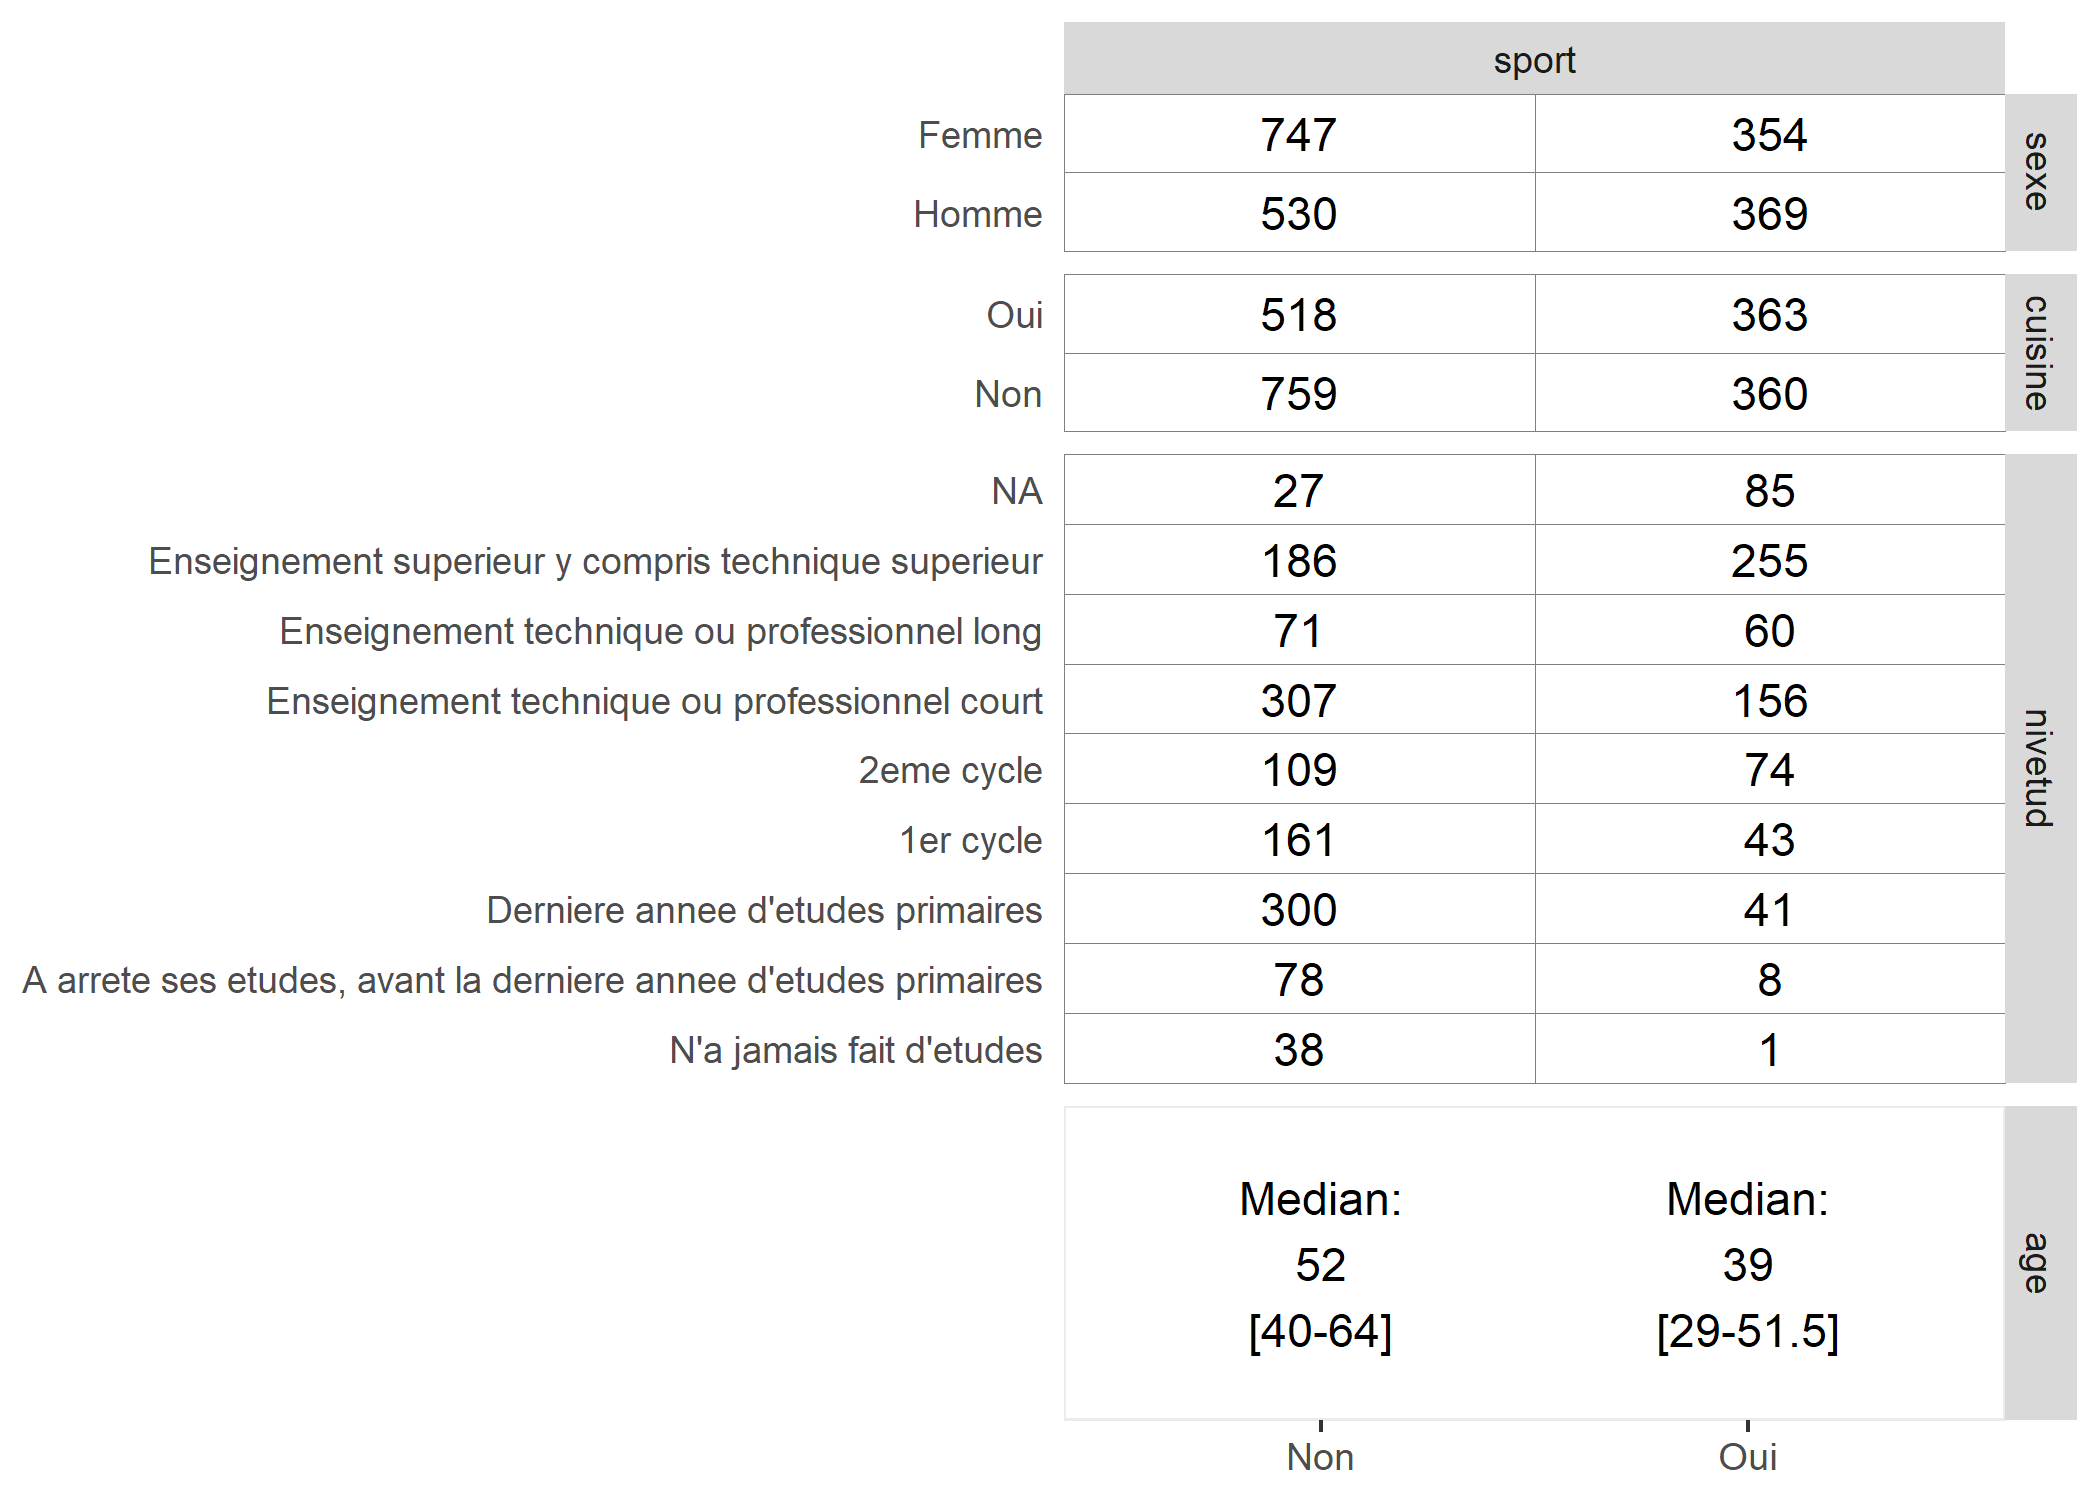 sport
Femme 747 354
Homme 530 369
sexe
Oui 518 363
Non 759 360
cuisine
NA 27 85
Enseignement superieur y compris technique superieur 186 255
Enseignement technique ou professionnel long 71 60
Enseignement technique ou professionnel court 307 156
2eme cycle 109 74
1er cycle 161 43
Derniere annee d'etudes primaires 300 41
A arrete ses etudes, avant la derniere annee d'etudes primaires 78 8
N'a jamais fait d'etudes 38 1
nivetud
Median: Median:
52 39
[40-64] [29-51.5]
age
Non Oui